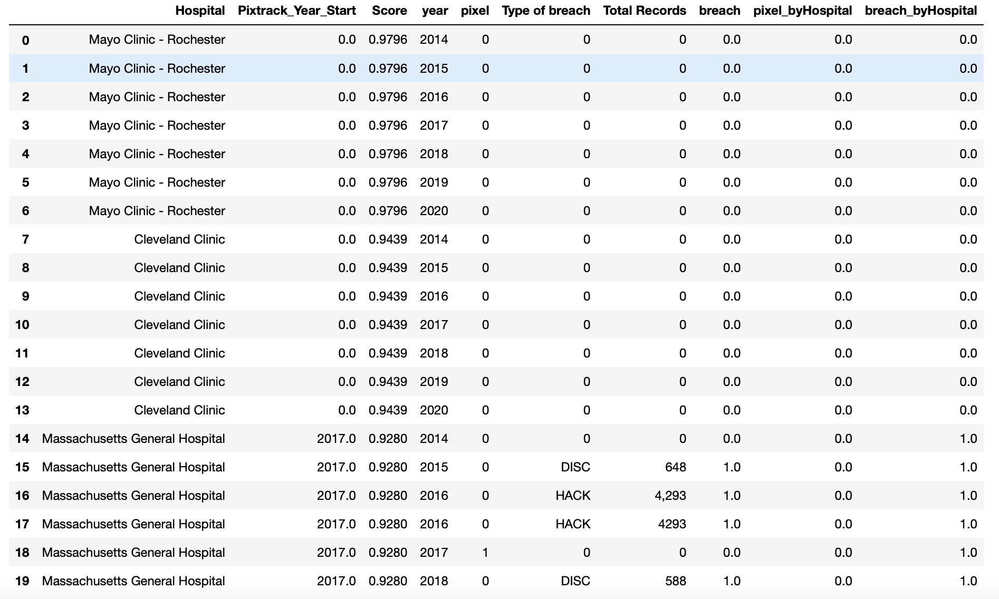 Hospital Pixtrack_Year_Start Score year pixel Type of breach Total Records breach pixel_byHospital breach_byHospital
0 Mayo Clinic - Rochester 0.0 0.9796 2014 0 0 0 0.0 0.0 0.0
1 Mayo Clinic - Rochester 0.0 0.9796 2015 0 0 0 0.0 0.0 0.0
2 Mayo Clinic - Rochester 0.0 0.9796 2016 0 0 0 0.0 0.0 0.0
3 Mayo Clinic - Rochester 0.0 0.9796 2017 0 0 0 0.0 0.0 0.0
4 Mayo Clinic - Rochester 0.0 0.9796 2018 0 0 0 0.0 0.0 0.0
5 Mayo Clinic - Rochester 0.0 0.9796 2019 0 0 0 0.0 0.0 0.0
6 Mayo Clinic - Rochester 0.0 0.9796 2020 0 0 0 0.0 0.0 0.0
7 Cleveland Clinic 0.0 0.9439 2014 0 0 0 0.0 0.0 0.0
8 Cleveland Clinic 0.0 0.9439 2015 0 0 0 0.0 0.0 0.0
9 Cleveland Clinic 0.0 0.9439 2016 0 0 0 0.0 0.0 0.0
10 Cleveland Clinic 0.0 0.9439 2017 0 0 0 0.0 0.0 0.0
11 Cleveland Clinic 0.0 0.9439 2018 0 0 0 0.0 0.0 0.0
12 Cleveland Clinic 0.0 0.9439 2019 0 0 0 0.0 0.0 0.0
13 Cleveland Clinic 0.0 0.9439 2020 0 0 0 0.0 0.0 0.0
14 Massachusetts General Hospital 2017.0 0.9280 2014 0 0 0 0.0 0.0 1.0
15 Massachusetts General Hospital 2017.0 0.9280 2015 0 DISC 648 1.0 0.0 1.0
16 Massachusetts General Hospital 2017.0 0.9280 2016 0 HACK 4,293 1.0 0.0 1.0
17 Massachusetts General Hospital 2017.0 0.9280 2016 0 HACK 4293 1.0 0.0 1.0
18 Massachusetts General Hospital 2017.0 0.9280 2017 1 0 0 0.0 0.0 1.0
19 Massachusetts General Hospital 2017.0 0.9280 2018 0 DISC 588 1.0 0.0 1.0